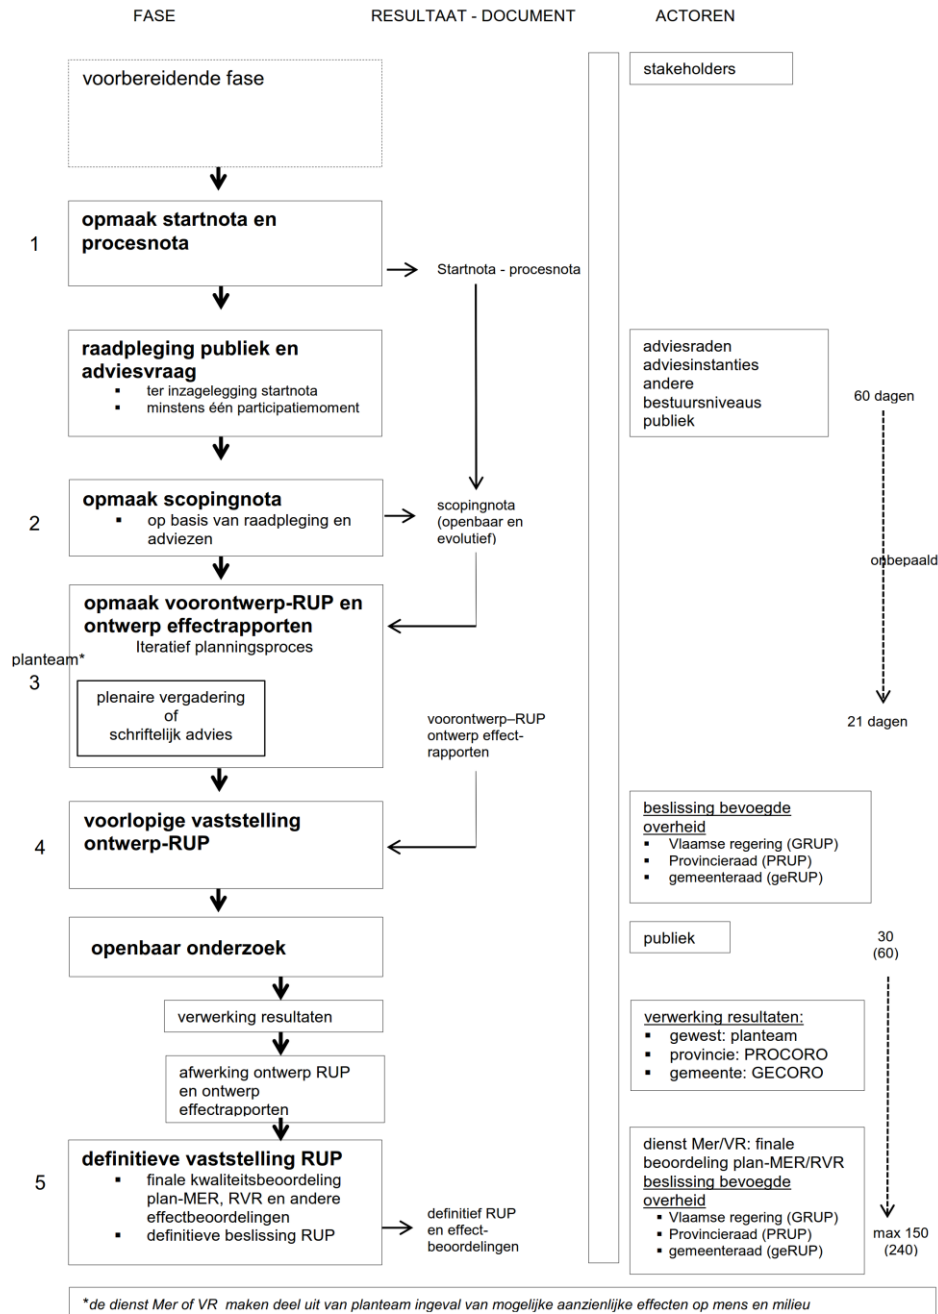 FASE
RESULTAAT - DOCUMENT
ACTOREN
voorbereidende fase
stakeholders
1
opmaak startnota en
procesnota
Startnota - procesnota
raadpleging publiek en
adviesvraag
▪ ter inzagelegging startnota
▪ minstens één participatiemoment
adviesraden
adviesinstanties
andere
bestuursniveaus
publiek
60 dagen
2
opmaak scopingnota
▪ op basis van raadpleging en
adviezen
scopingnota
(openbaar en
evolutief)
onbepaald
opmaak voorontwerp-RUP en
ontwerp effectrapporten
Iteratief planningsproces
planteam*
3
plenaire vergadering
of
schriftelijk advies
voorontwerp–RUP
ontwerp effect-
rapporten
21 dagen
4
voorlopige vaststelling
ontwerp-RUP
beslissing bevoegde
overheid
▪ Vlaamse regering (GRUP)
▪ Provincieraad (PRUP)
▪ gemeenteraad (geRUP)
openbaar onderzoek
publiek
30
(60)
verwerking resultaten
verwerking resultaten:
▪ gewest: planteam
▪ provincie: PROCORO
▪ gemeente: GECORO
afwerking ontwerp RUP
en ontwerp
effectrapporten
5
definitieve vaststelling RUP
▪ finale kwaliteitsbeoordeling
plan-MER, RVR en andere
effectbeoordelingen
▪ definitieve beslissing RUP
definitief RUP
en effect-
beoordelingen
dienst Mer/VR: finale
beoordeling plan-MER/RVR
beslissing bevoegde
overheid
▪ Vlaamse regering (GRUP)
▪ Provincieraad (PRUP)
▪ gemeenteraad (geRUP)
max 150
(240)
*de dienst Mer of VR maken deel uit van planteam ingeval van mogelijke aanzienlijke effecten op mens en milieu